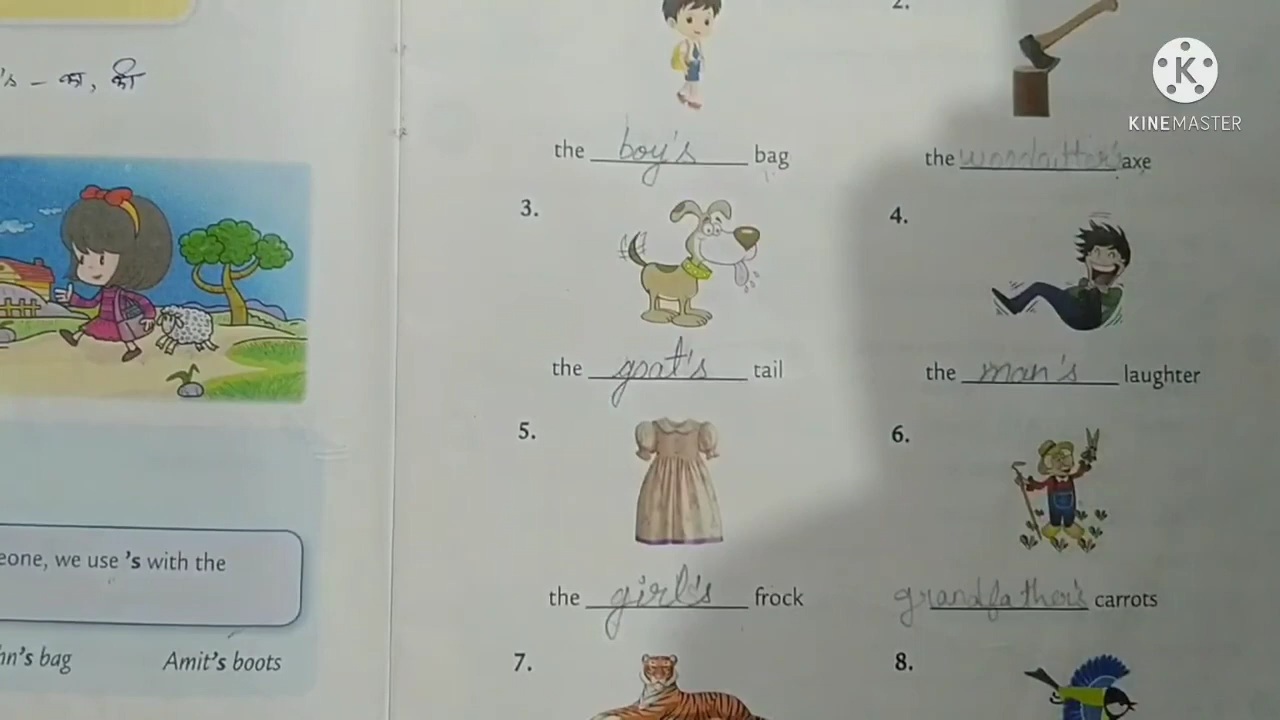 's – का, की
eone, we use 's with the
hn's bag Amit's boots
2.
the boy's bag
the woodcutter's axe
3.
4.
the goat's tail
the man's laughter
5.
6.
the girl's frock
grandfather's carrots
7.
8.
KINEMASTER